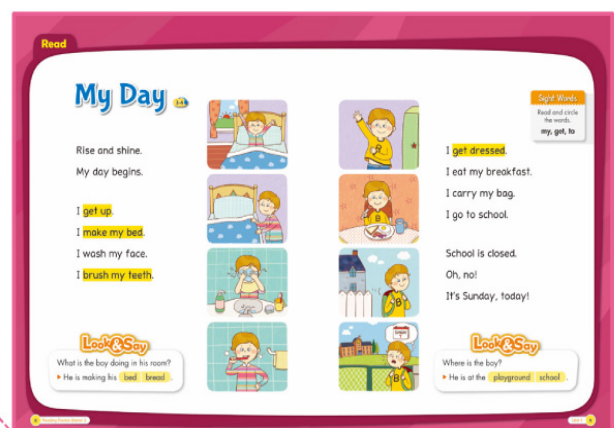 Read
My Day
Rise and shine.
My day begins.
I get up.
I make my bed.
I wash my face.
I brush my teeth.
Look&Say
What is the boy doing in his room?
▶ He is making his bed bread .
Sight Words
Read and circle
the words.
my, get, to
I get dressed.
I eat my breakfast.
I carry my bag.
I go to school.
School is closed.
Oh, no!
It's Sunday, today!
Look&Say
Where is the boy?
▶ He is at the playground school .